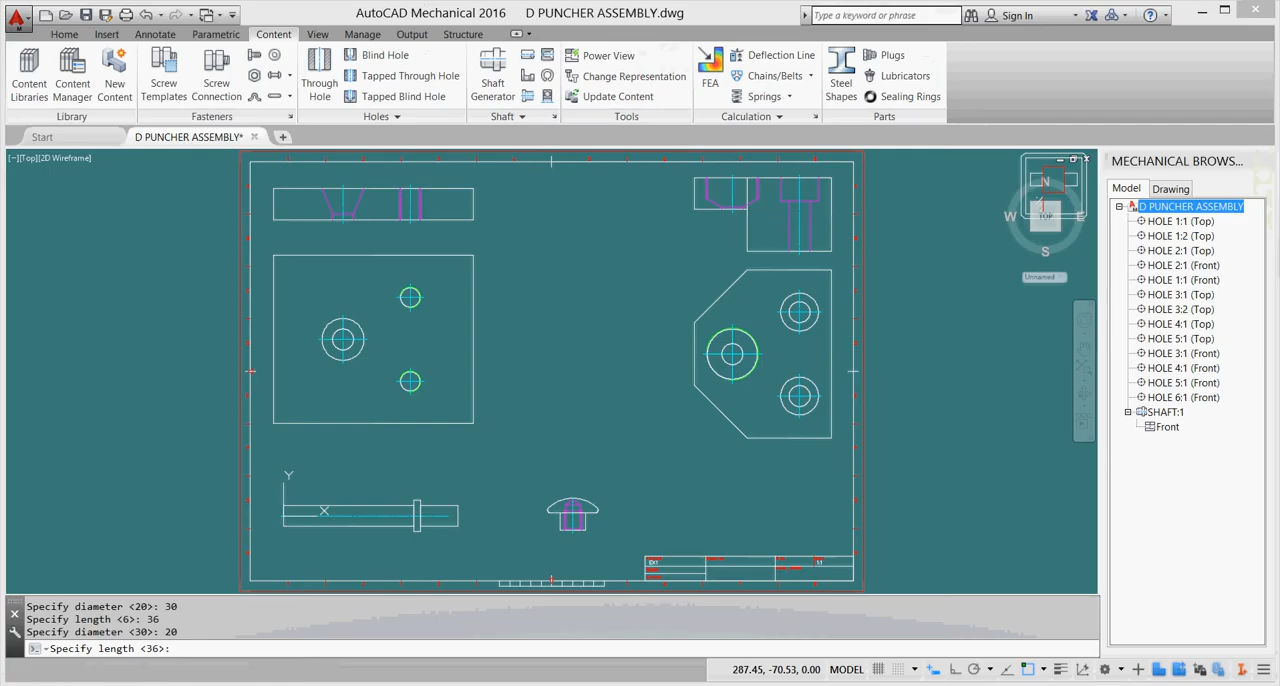 AutoCAD Mechanical 2016 D PUNCHER ASSEMBLY.dwg
Type a keyword or phrase
Sign In
Home Insert Annotate Parametric Content View Manage Output Structure
Content Libraries
Content Manager
New Content
Library
Screw Templates
Screw Connection
Fasteners
Through Hole
Blind Hole
Tapped Through Hole
Tapped Blind Hole
Holes
Shaft Generator
Shaft
Power View
Change Representation
Update Content
Tools
FEA
Deflection Line
Chains/Belts
Springs
Calculation
Steel Shapes
Plugs
Lubricators
Sealing Rings
Parts
Start
D PUNCHER ASSEMBLY*
[−][Top][2D Wireframe]
N
W
TOP
E
S
Unnamed
Y
X
MECHANICAL BROWS...
Model Drawing
D PUNCHER ASSEMBLY
HOLE 1:1 (Top)
HOLE 1:2 (Top)
HOLE 2:1 (Top)
HOLE 2:1 (Front)
HOLE 1:1 (Front)
HOLE 3:1 (Top)
HOLE 3:2 (Top)
HOLE 4:1 (Top)
HOLE 5:1 (Top)
HOLE 3:1 (Front)
HOLE 4:1 (Front)
HOLE 5:1 (Front)
HOLE 6:1 (Front)
SHAFT:1
Front
Specify diameter <20>: 30
Specify length <6>: 36
Specify diameter <30>: 20
Specify length <36>:
287.45, -70.53, 0.00 MODEL